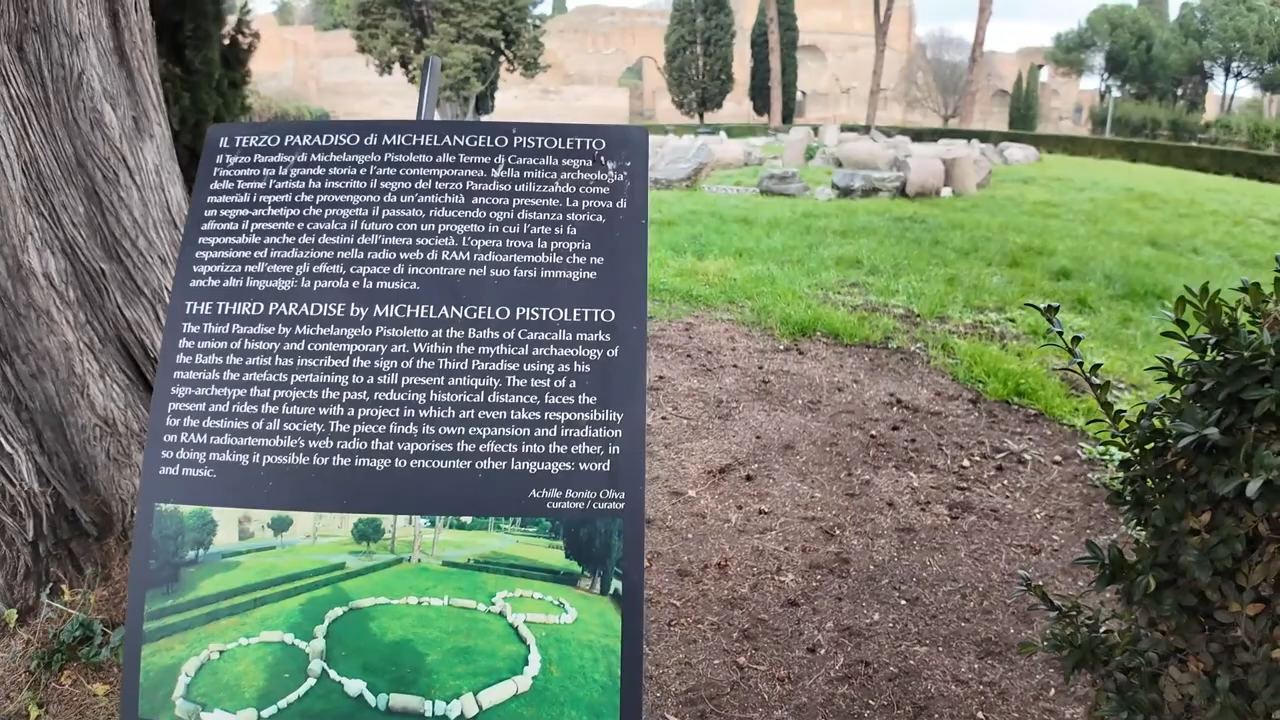 IL TERZO PARADISO di MICHELANGELO PISTOLETTO
Il Terzo Paradiso di Michelangelo Pistoletto alle Terme di Caracalla segna
l'incontro tra la grande storia e l'arte contemporanea. Nella mitica archeologia
delle Terme l'artista ha inscritto il segno del terzo Paradiso utilizzando come
materiali i reperti che provengono da un'antichità ancora presente. La prova di
un segno-archetipo che progetta il passato, riducendo ogni distanza storica,
affronta il presente e cavalca il futuro con un progetto in cui l'arte si fa
responsabile anche dei destini dell'intera società. L'opera trova la propria
espansione ed irradiazione nella radio web di RAM radioartemobile che ne
vaporizza nell'etere gli effetti, capace di incontrare nel suo farsi immagine
anche altri linguaggi: la parola e la musica.
THE THIRD PARADISE by MICHELANGELO PISTOLETTO
The Third Paradise by Michelangelo Pistoletto at the Baths of Caracalla marks
the union of history and contemporary art. Within the mythical archaeology of
the Baths the artist has inscribed the sign of the Third Paradise using as his
materials the artefacts pertaining to a still present antiquity. The test of a
sign-archetype that projects the past, reducing historical distance, faces the
present and rides the future with a project in which art even takes responsibility
for the destinies of all society. The piece finds its own expansion and irradiation
on RAM radioartemobile's web radio that vaporises the effects into the ether, in
so doing making it possible for the image to encounter other languages: word
and music.
Achille Bonito Oliva
curatore / curator